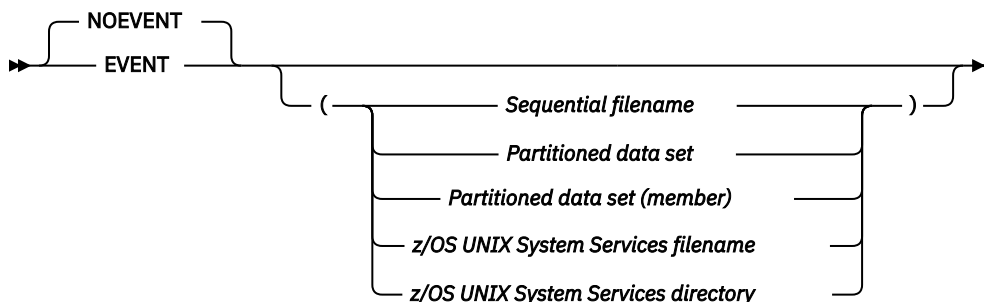 NOEVENT
EVENT
( Sequential filename )
Partitioned data set
Partitioned data set (member)
z/OS UNIX System Services filename
z/OS UNIX System Services directory